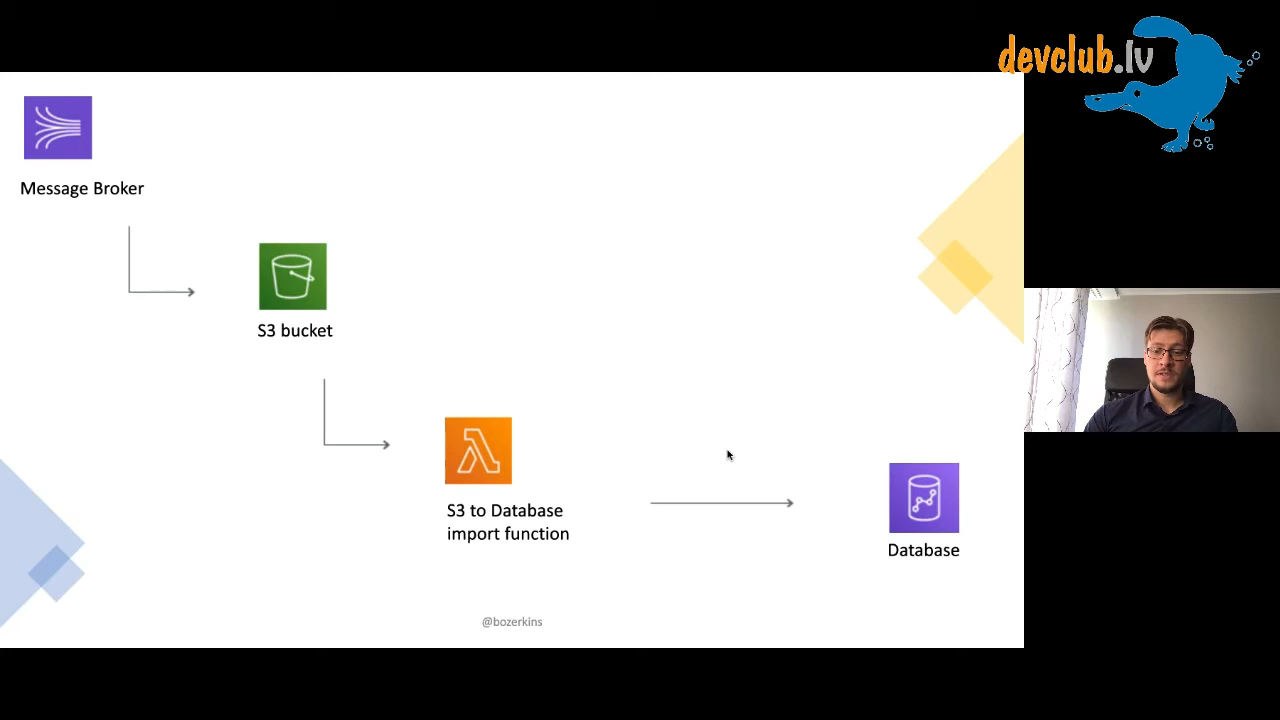 devclub.lv
Message Broker
S3 bucket
S3 to Database
import function
Database
@bozerkins